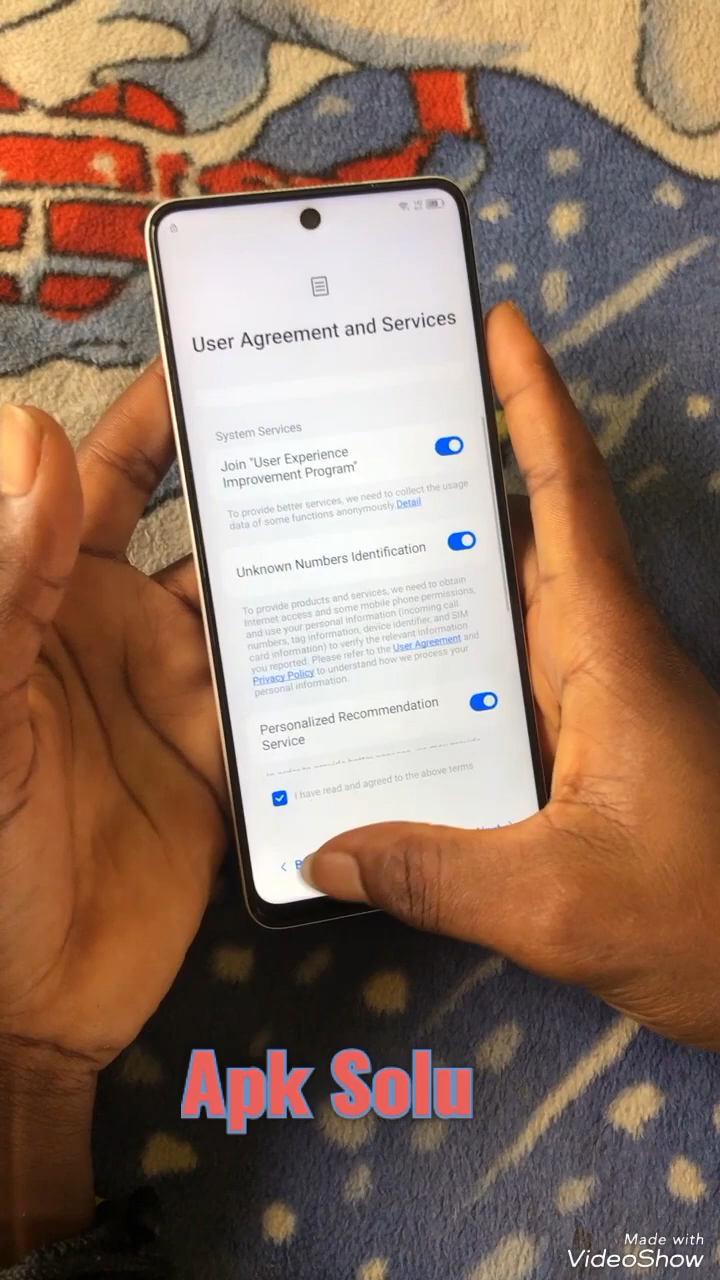 User Agreement and Services
System Services
Join "User Experience
Improvement Program"
To provide better services, we need to collect the usage
data of some functions anonymously Detail
Unknown Numbers Identification
To provide products and services, we need to obtain
Internet access and some mobile phone permissions,
and use your personal information (incoming call
numbers, tag information, device identifier, and SIM
card information) to verify the relevant information
you reported. Please refer to the User Agreement and
Privacy Policy to understand how we process your
personal information.
Personalized Recommendation
Service
I have read and agreed to the above terms
Apk Solu
Made with
VideoShow